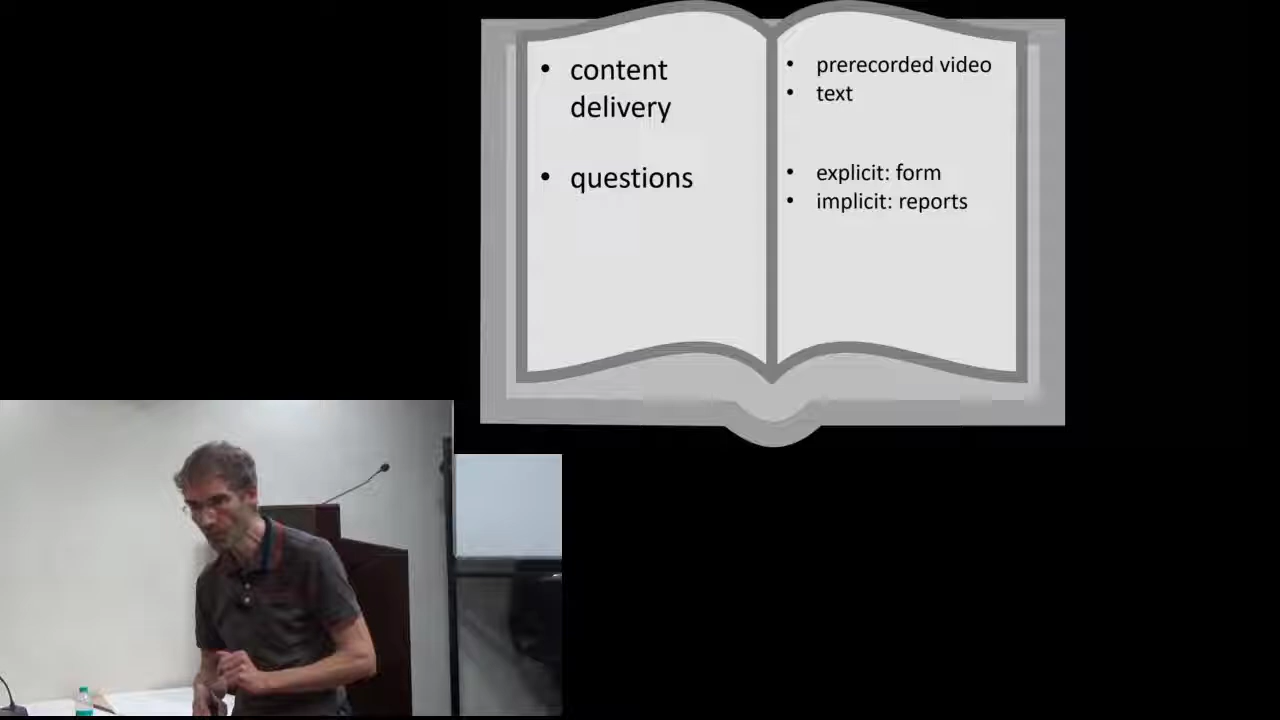 • content
delivery
• questions
• prerecorded video
• text
• explicit: form
• implicit: reports